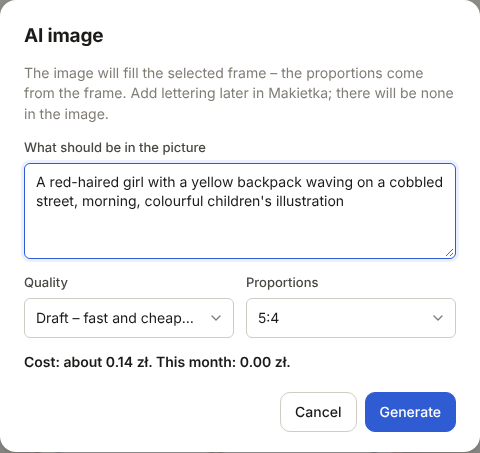 AI image
The image will fill the selected frame – the proportions come
from the frame. Add lettering later in Makietka; there will be none
in the image.
What should be in the picture
A red-haired girl with a yellow backpack waving on a cobbled
street, morning, colourful children's illustration
Quality
Proportions
Draft – fast and cheap...
5:4
Cost: about 0.14 zł. This month: 0.00 zł.
Cancel
Generate